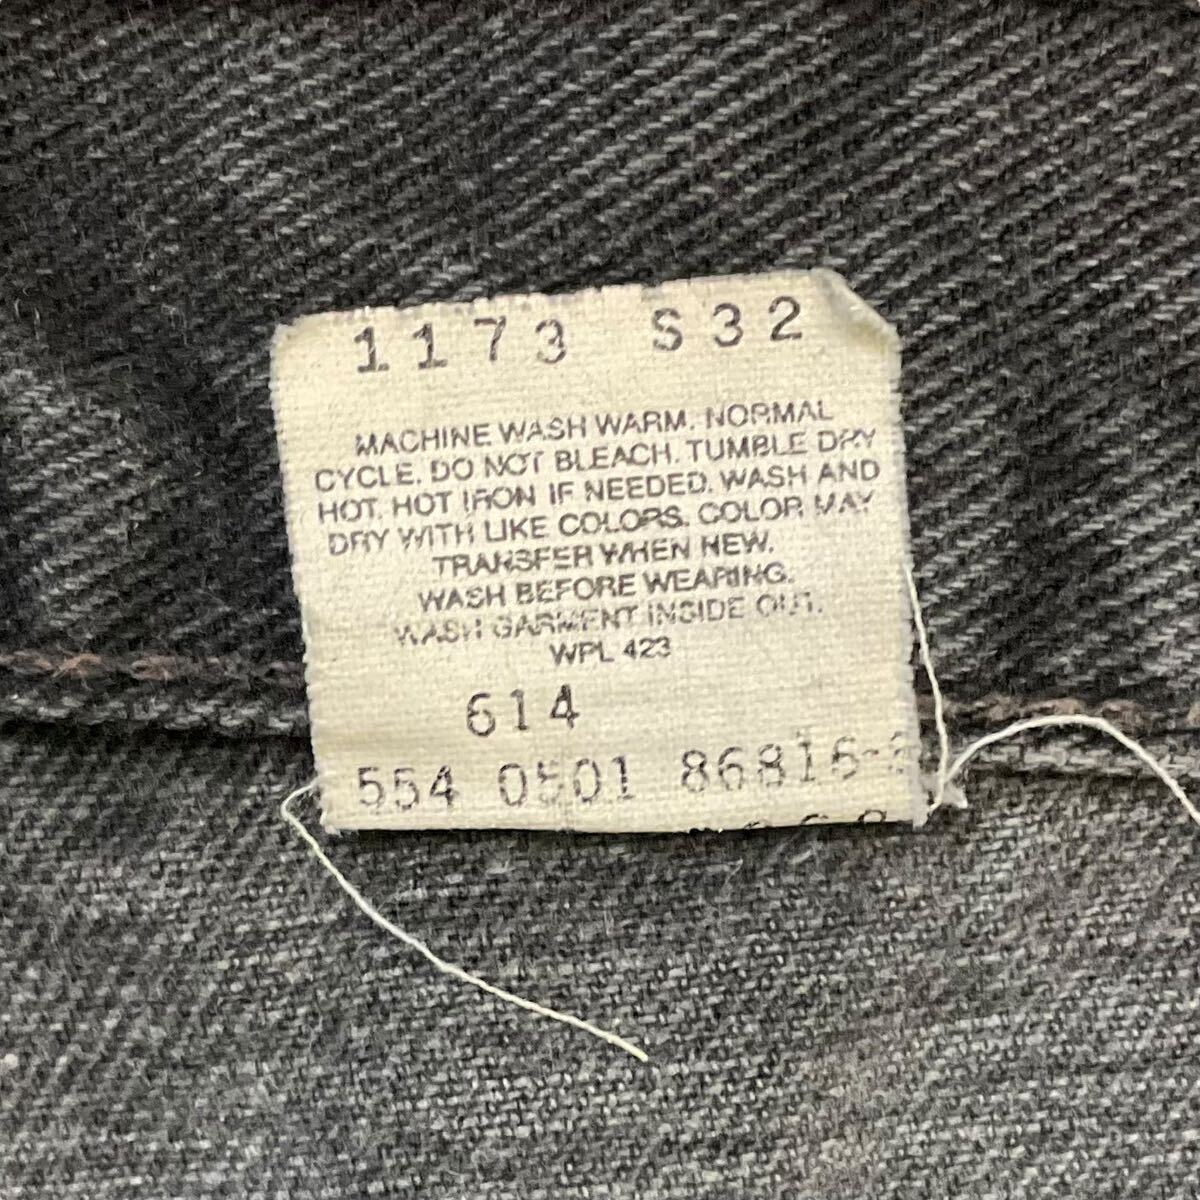 1173 S32
MACHINE WASH WARM. NORMAL
CYCLE. DO NOT BLEACH. TUMBLE DRY
HOT. HOT IRON IF NEEDED. WASH AND
DRY WITH LIKE COLORS. COLOR MAY
TRANSFER WHEN NEW.
WASH BEFORE WEARING.
WASH GARMENT INSIDE OUT.
WPL 423
614
554 0501